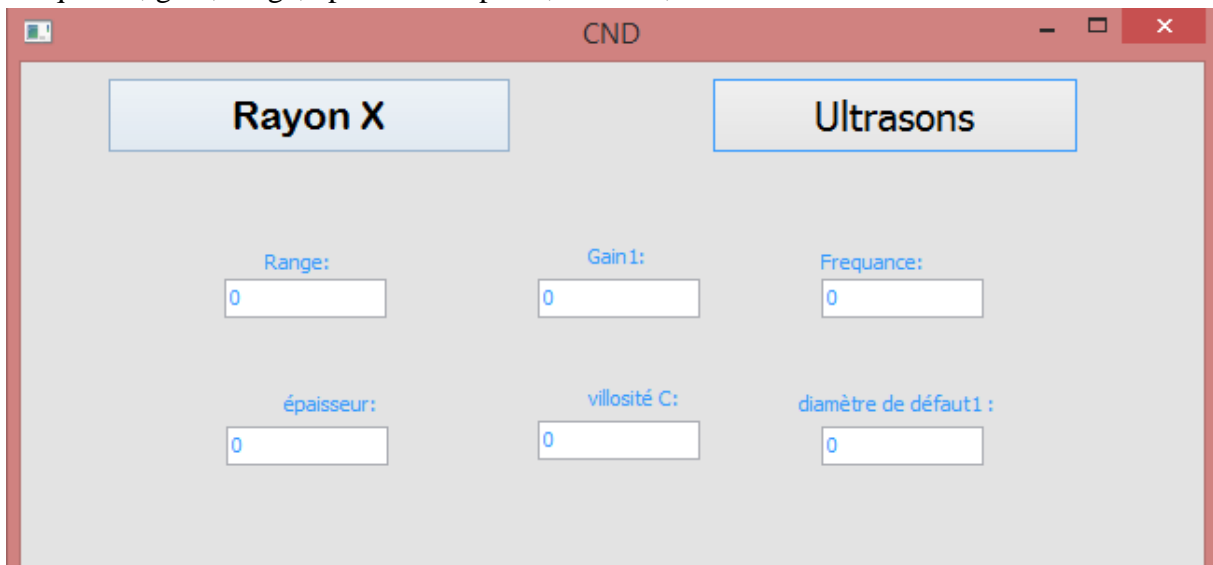 CND
Rayon X Ultrasons
Range: Gain1: Frequance:
0 0 0
épaisseur: villosité C: diamètre de défaut1 :
0 0 0